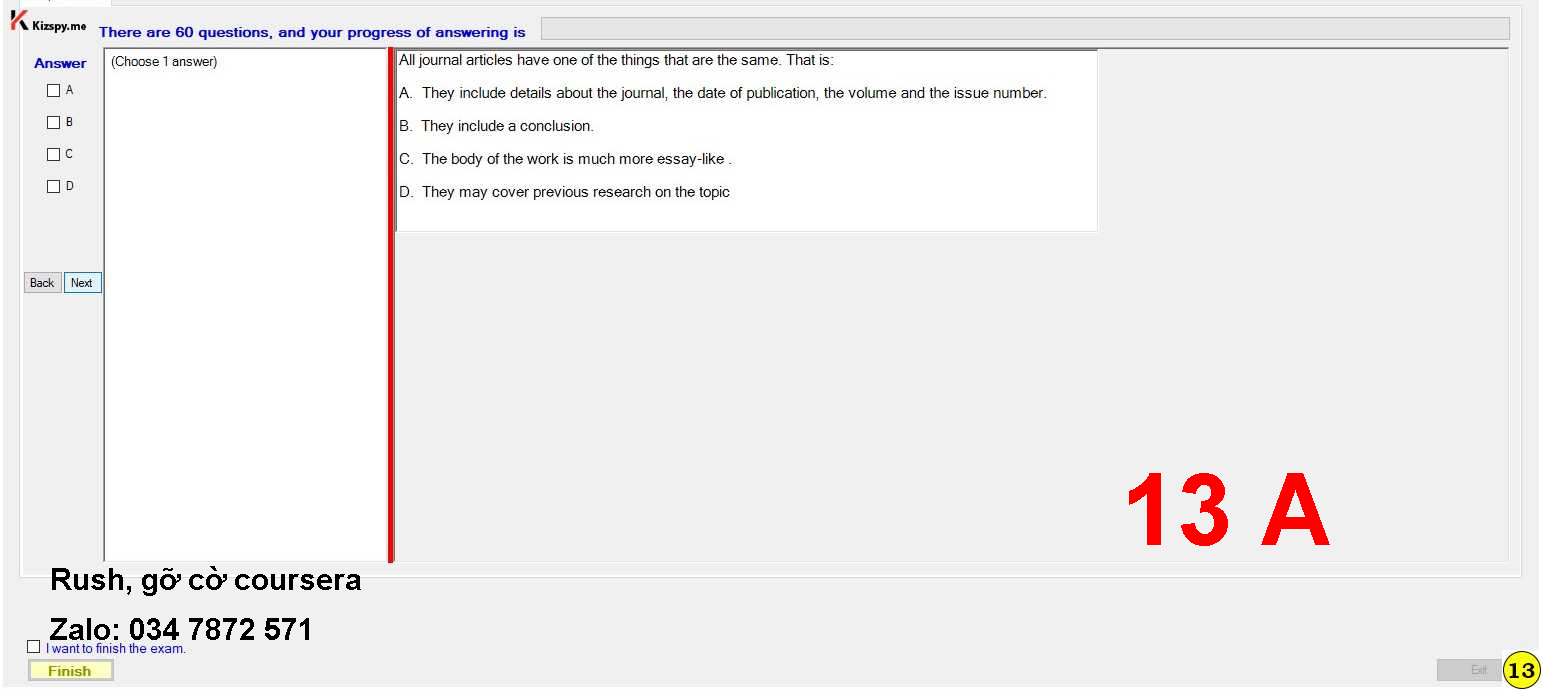 Kizspy.me
There are 60 questions, and your progress of answering is
Answer
A
B
C
D
Back
Next
(Choose 1 answer)
All journal articles have one of the things that are the same. That is:
A. They include details about the journal, the date of publication, the volume and the issue number.
B. They include a conclusion.
C. The body of the work is much more essay-like .
D. They may cover previous research on the topic
13 A
Rush, gỡ cờ coursera
Zalo: 034 7872 571
I want to finish the exam.
Finish
Exit
13